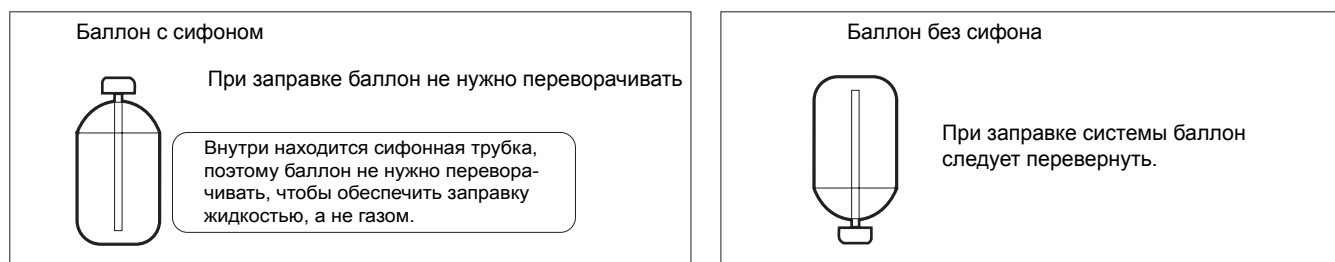 Баллон с сифоном
При заправке баллон не нужно переворачивать
Внутри находится сифонная трубка,
поэтому баллон не нужно перевора-
чивать, чтобы обеспечить заправку
жидкостью, а не газом.
Баллон без сифона
При заправке системы баллон
следует перевернуть.